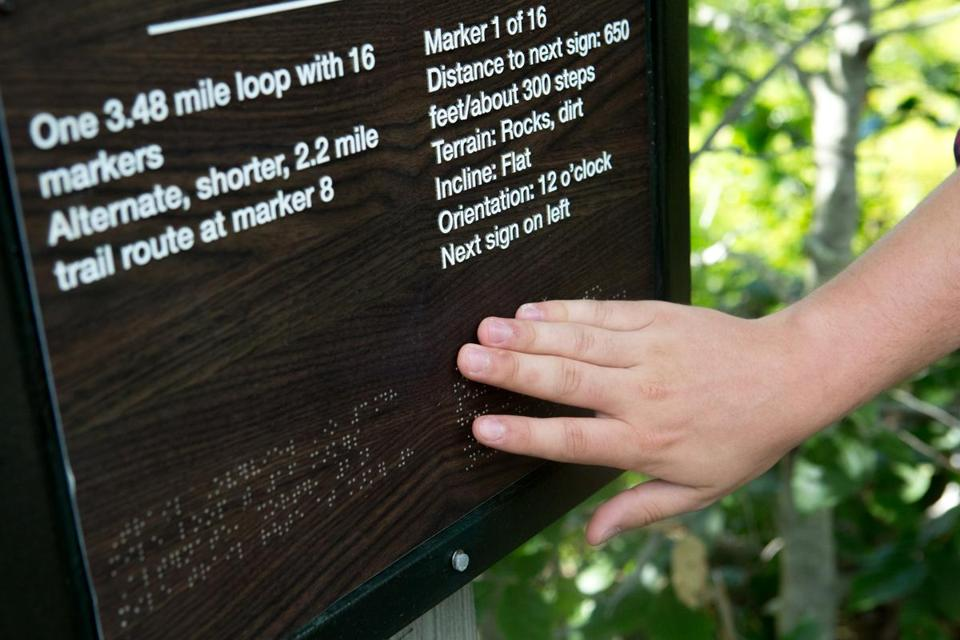 One 3.48 mile loop with 16
markers
Alternate, shorter, 2.2 mile
trail route at marker 8
Marker 1 of 16
Distance to next sign: 650
feet/about 300 steps
Terrain: Rocks, dirt
Incline: Flat
Orientation: 12 o'clock
Next sign on left